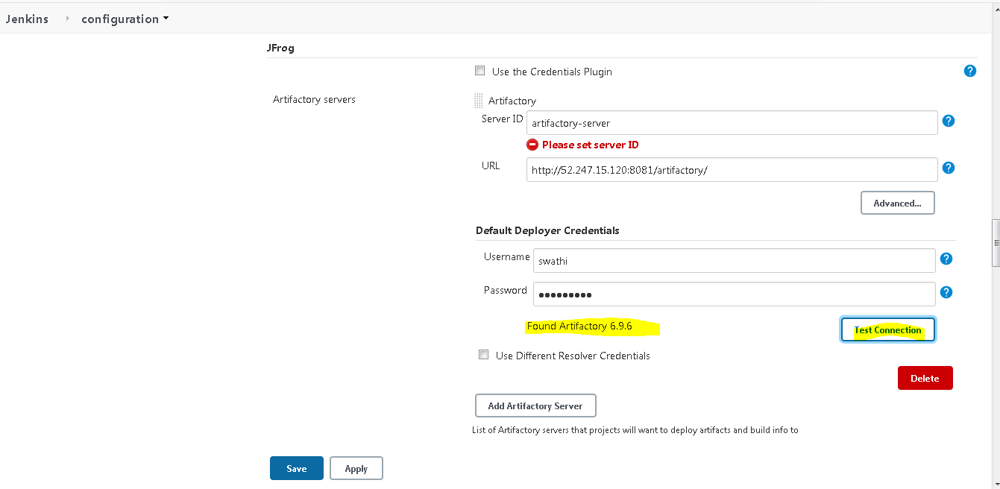 Jenkins configuration
JFrog
Use the Credentials Plugin
Artifactory servers
Artifactory
Server ID artifactory-server
Please set server ID
URL http://52.247.15.120:8081/artifactory/
Advanced...
Default Deployer Credentials
Username swathi
Password •••••••••
Found Artifactory 6.9.6 Test Connection
Use Different Resolver Credentials
Delete
Add Artifactory Server
List of Artifactory servers that projects will want to deploy artifacts and build info to
Save Apply